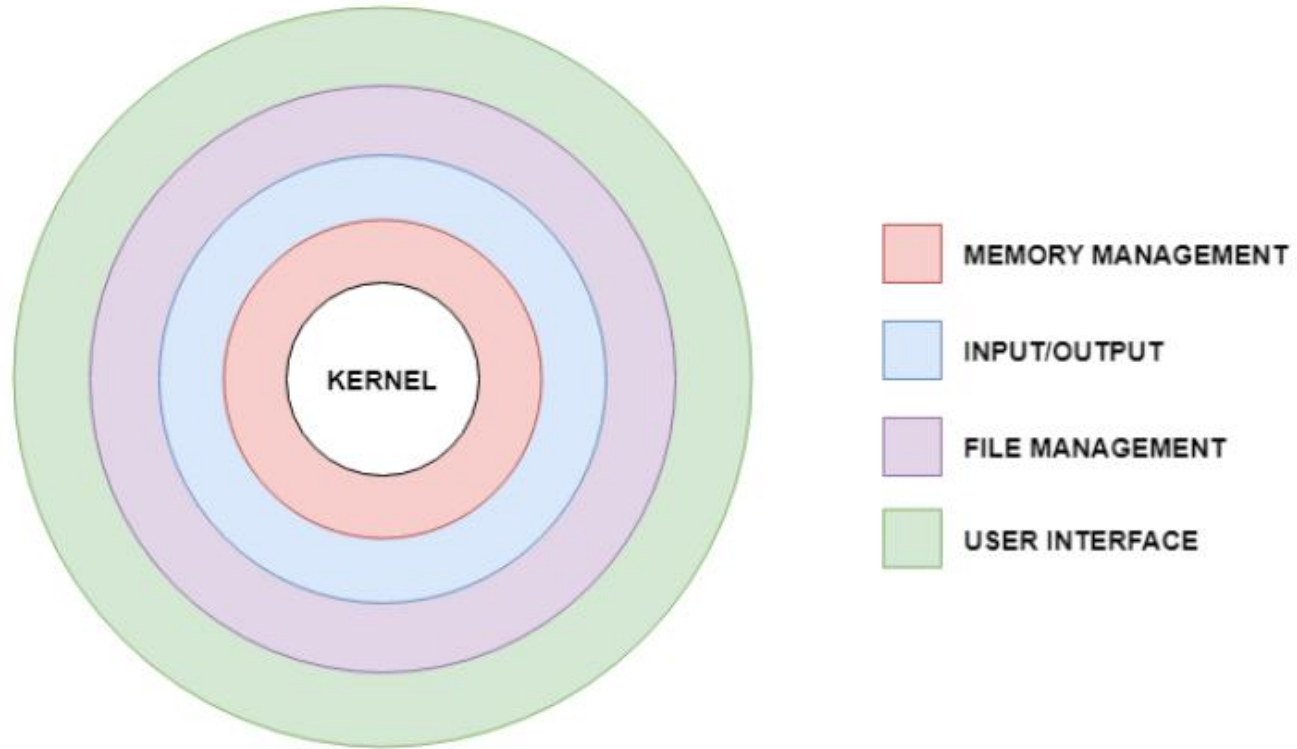 KERNEL
MEMORY MANAGEMENT
INPUT/OUTPUT
FILE MANAGEMENT
USER INTERFACE